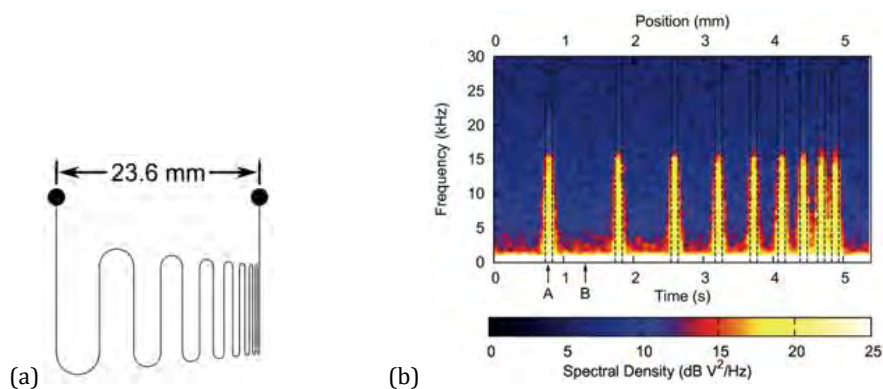 (a)
23.6 mm
(b)
Position (mm)
0 1 2 3 4 5
Frequency (kHz)
30
25
20
15
10
5
0
0 1 2 3 4 5
A B
Time (s)
0 5 10 15 20 25
Spectral Density (dB V²/Hz)